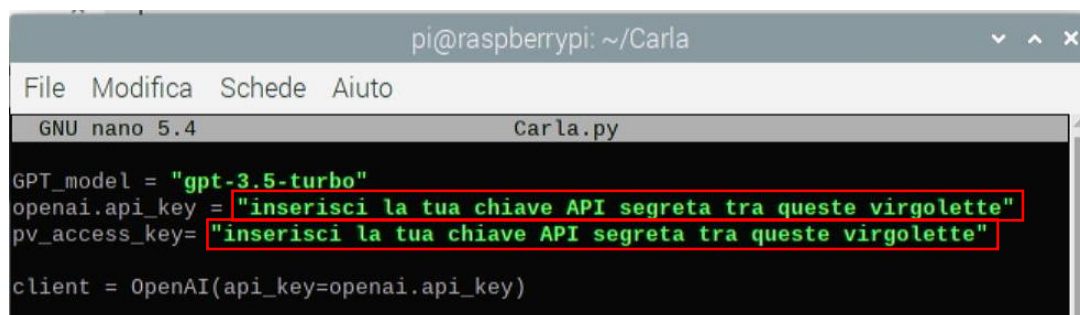 pi@raspberrypi: ~/Carla
File Modifica Schede Aiuto
GNU nano 5.4 Carla.py
GPT_model = "gpt-3.5-turbo"
openai.api_key = "inserisci la tua chiave API segreta tra queste virgolette"
pv_access_key= "inserisci la tua chiave API segreta tra queste virgolette"
client = OpenAI(api_key=openai.api_key)